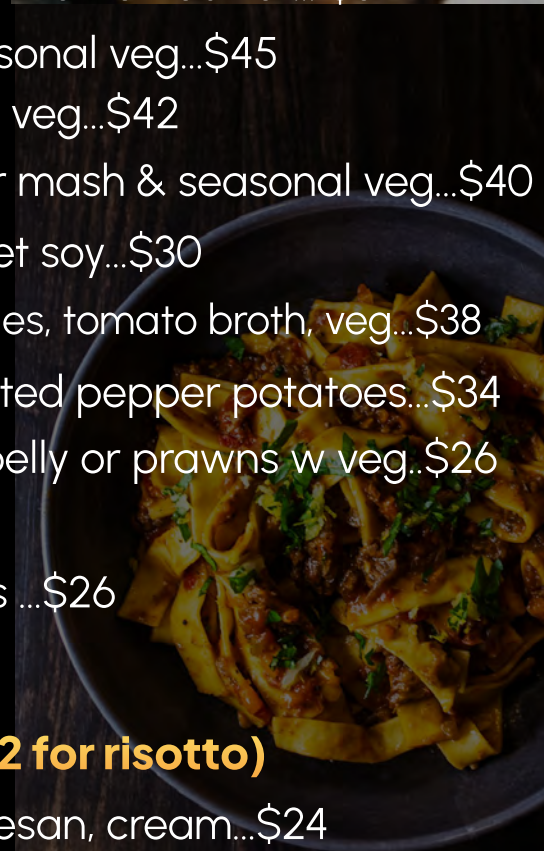 sonal veg...$45
veg...$42
r mash & seasonal veg...$40
et soy...$30
es, tomato broth, veg...$38
ted pepper potatoes...$34
belly or prawns w veg..$26
s ...$26
2 for risotto)
esan, cream...$24